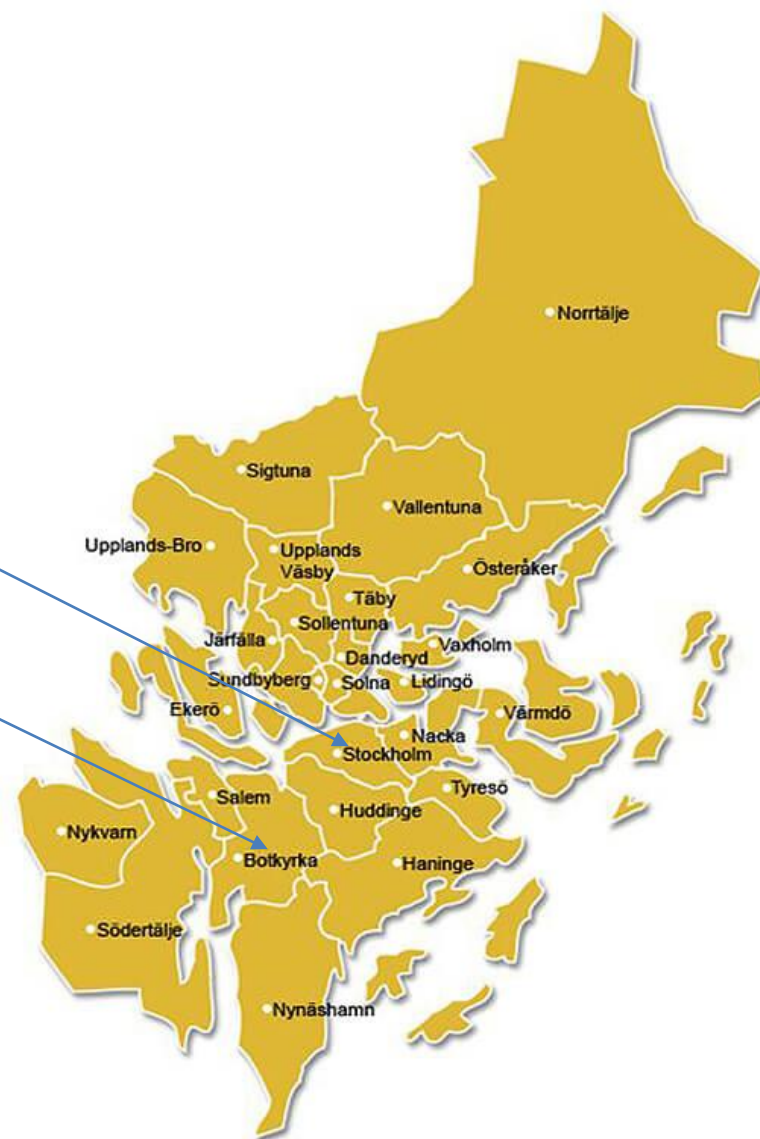 Norrtälje
Sigtuna
Vallentuna
Upplands-Bro
Upplands
Väsby
Österåker
Täby
Sollentuna
Järfälla
Vaxholm
Danderyd
Sundbyberg
Solna
Lidingö
Ekerö
Värmdö
Nacka
Stockholm
Tyresö
Salem
Huddinge
Nykvarn
Botkyrka
Haninge
Södertälje
Nynäshamn